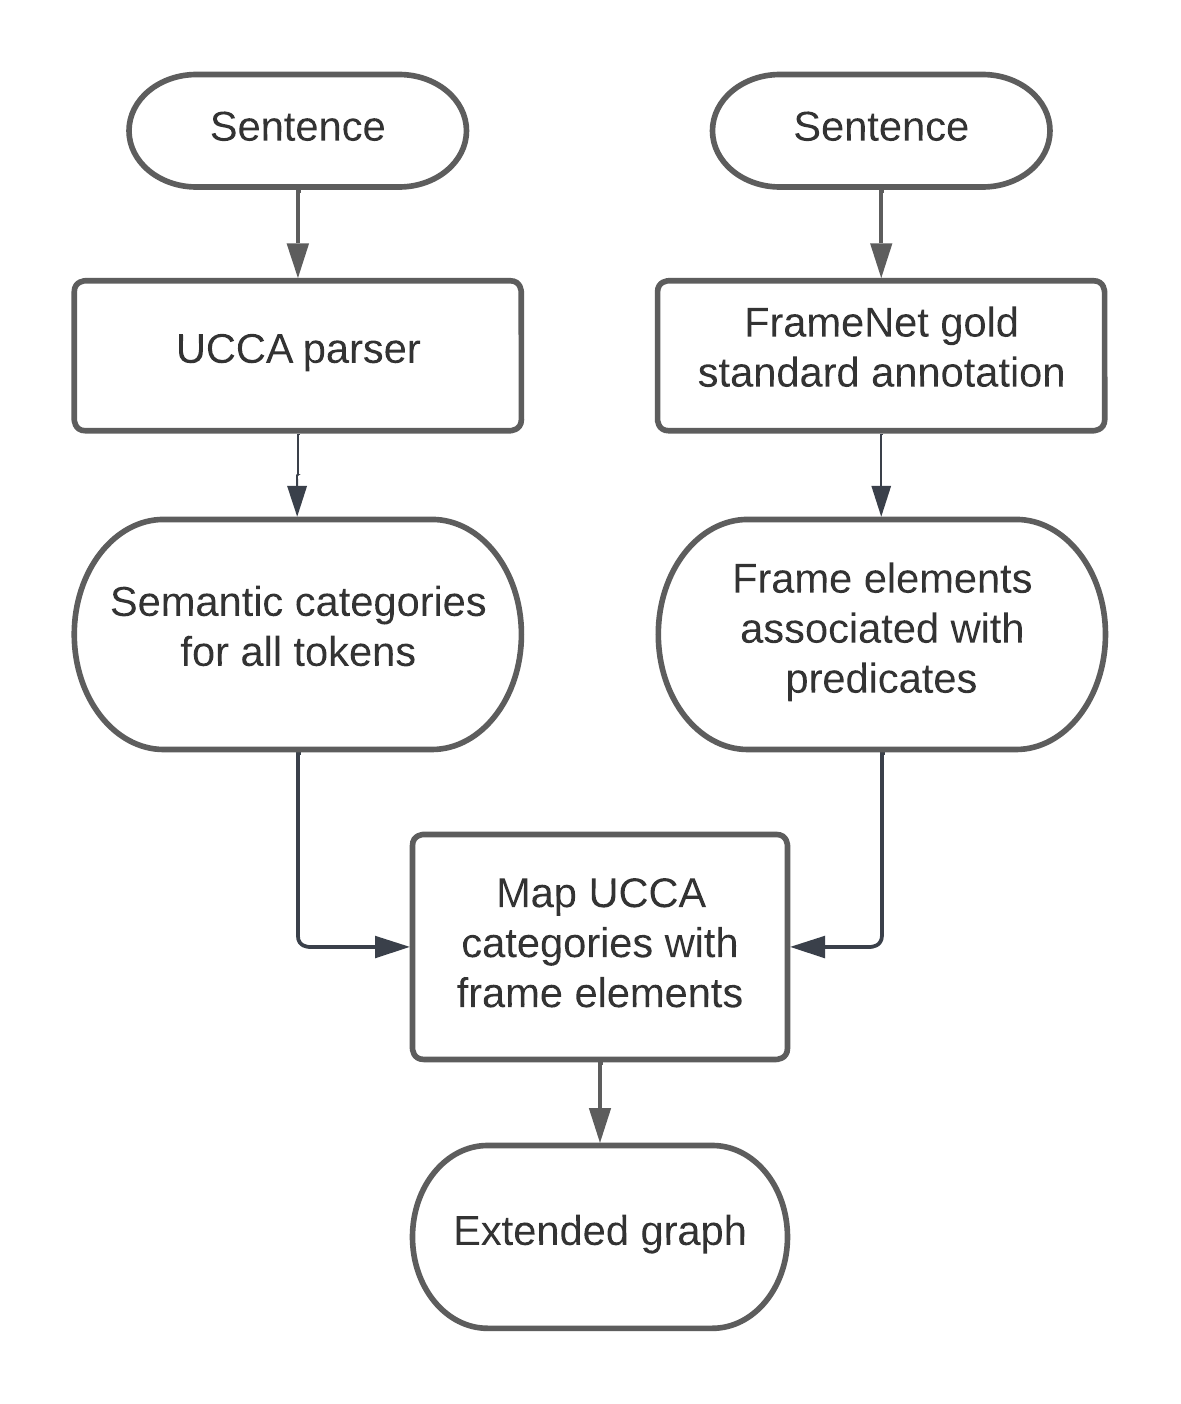 Sentence
Sentence
UCCA parser
FrameNet gold
standard annotation
Semantic categories
for all tokens
Frame elements
associated with
predicates
Map UCCA
categories with
frame elements
Extended graph